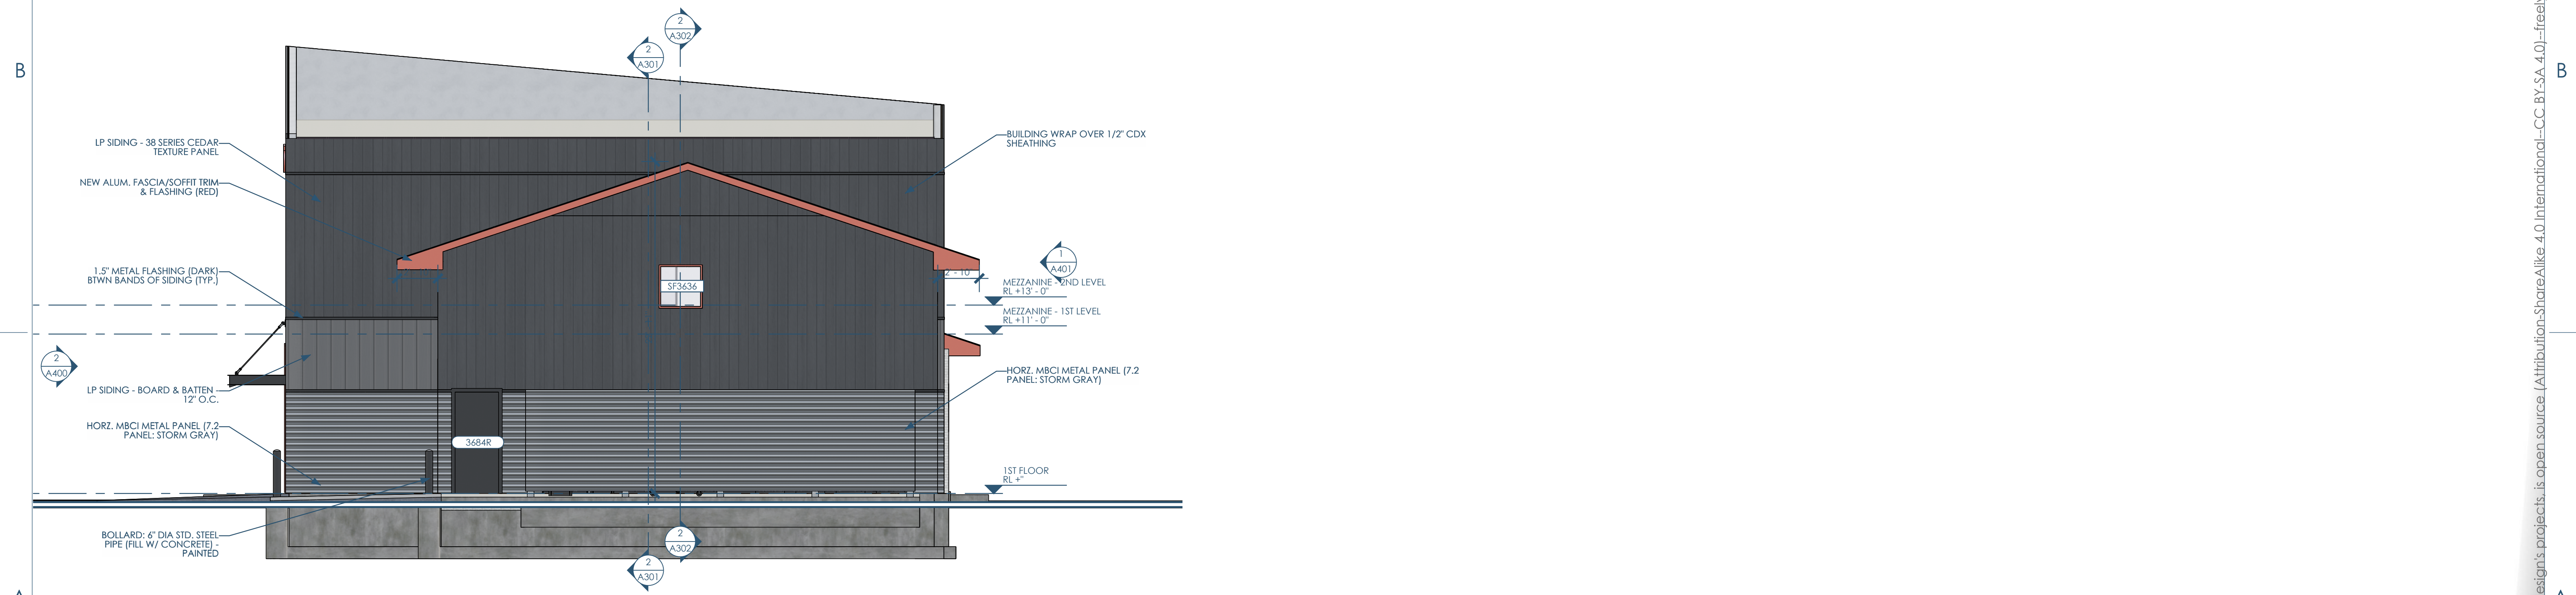 2
A302
2
A301
B
B
LP SIDING - 38 SERIES CEDAR
TEXTURE PANEL
BUILDING WRAP OVER 1/2" CDX
SHEATHING
NEW ALUM. FASCIA/SOFFIT TRIM
& FLASHING (RED)
1.5" METAL FLASHING (DARK)
BTWN BANDS OF SIDING (TYP.)
1
A401
2' - 10"
SF3636
MEZZANINE - 2ND LEVEL
RL +13' - 0"
MEZZANINE - 1ST LEVEL
RL +11' - 0"
2
A400
LP SIDING - BOARD & BATTEN -
12" O.C.
HORZ. MBCI METAL PANEL (7.2
PANEL: STORM GRAY)
HORZ. MBCI METAL PANEL (7.2
PANEL: STORM GRAY)
3684R
1ST FLOOR
RL +"
BOLLARD: 6" DIA STD. STEEL
PIPE (FILL W/ CONCRETE) -
PAINTED
2
A302
2
A301
esign's projects, is open source (Attribution-ShareAlike 4.0 International--CC BY-SA 4.0)--freely